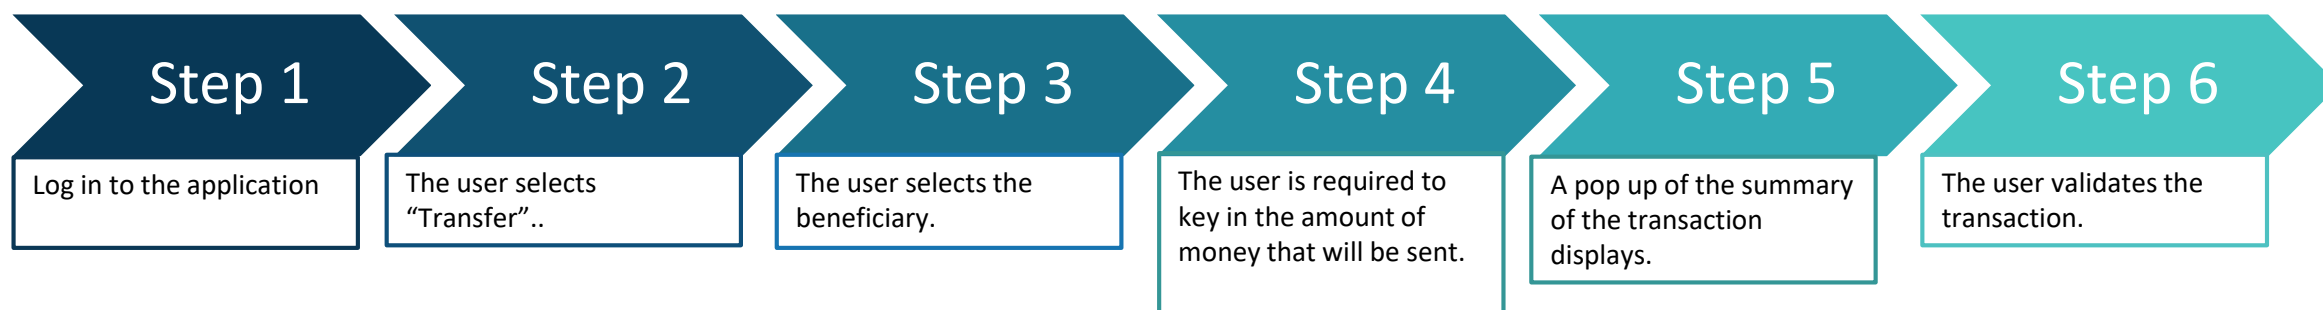 Step 1
Step 2
Step 3
Step 4
Step 5
Step 6
Log in to the application
The user selects
“Transfer”..
The user selects the
beneficiary.
The user is required to
key in the amount of
money that will be sent.
A pop up of the summary
of the transaction
displays.
The user validates the
transaction.